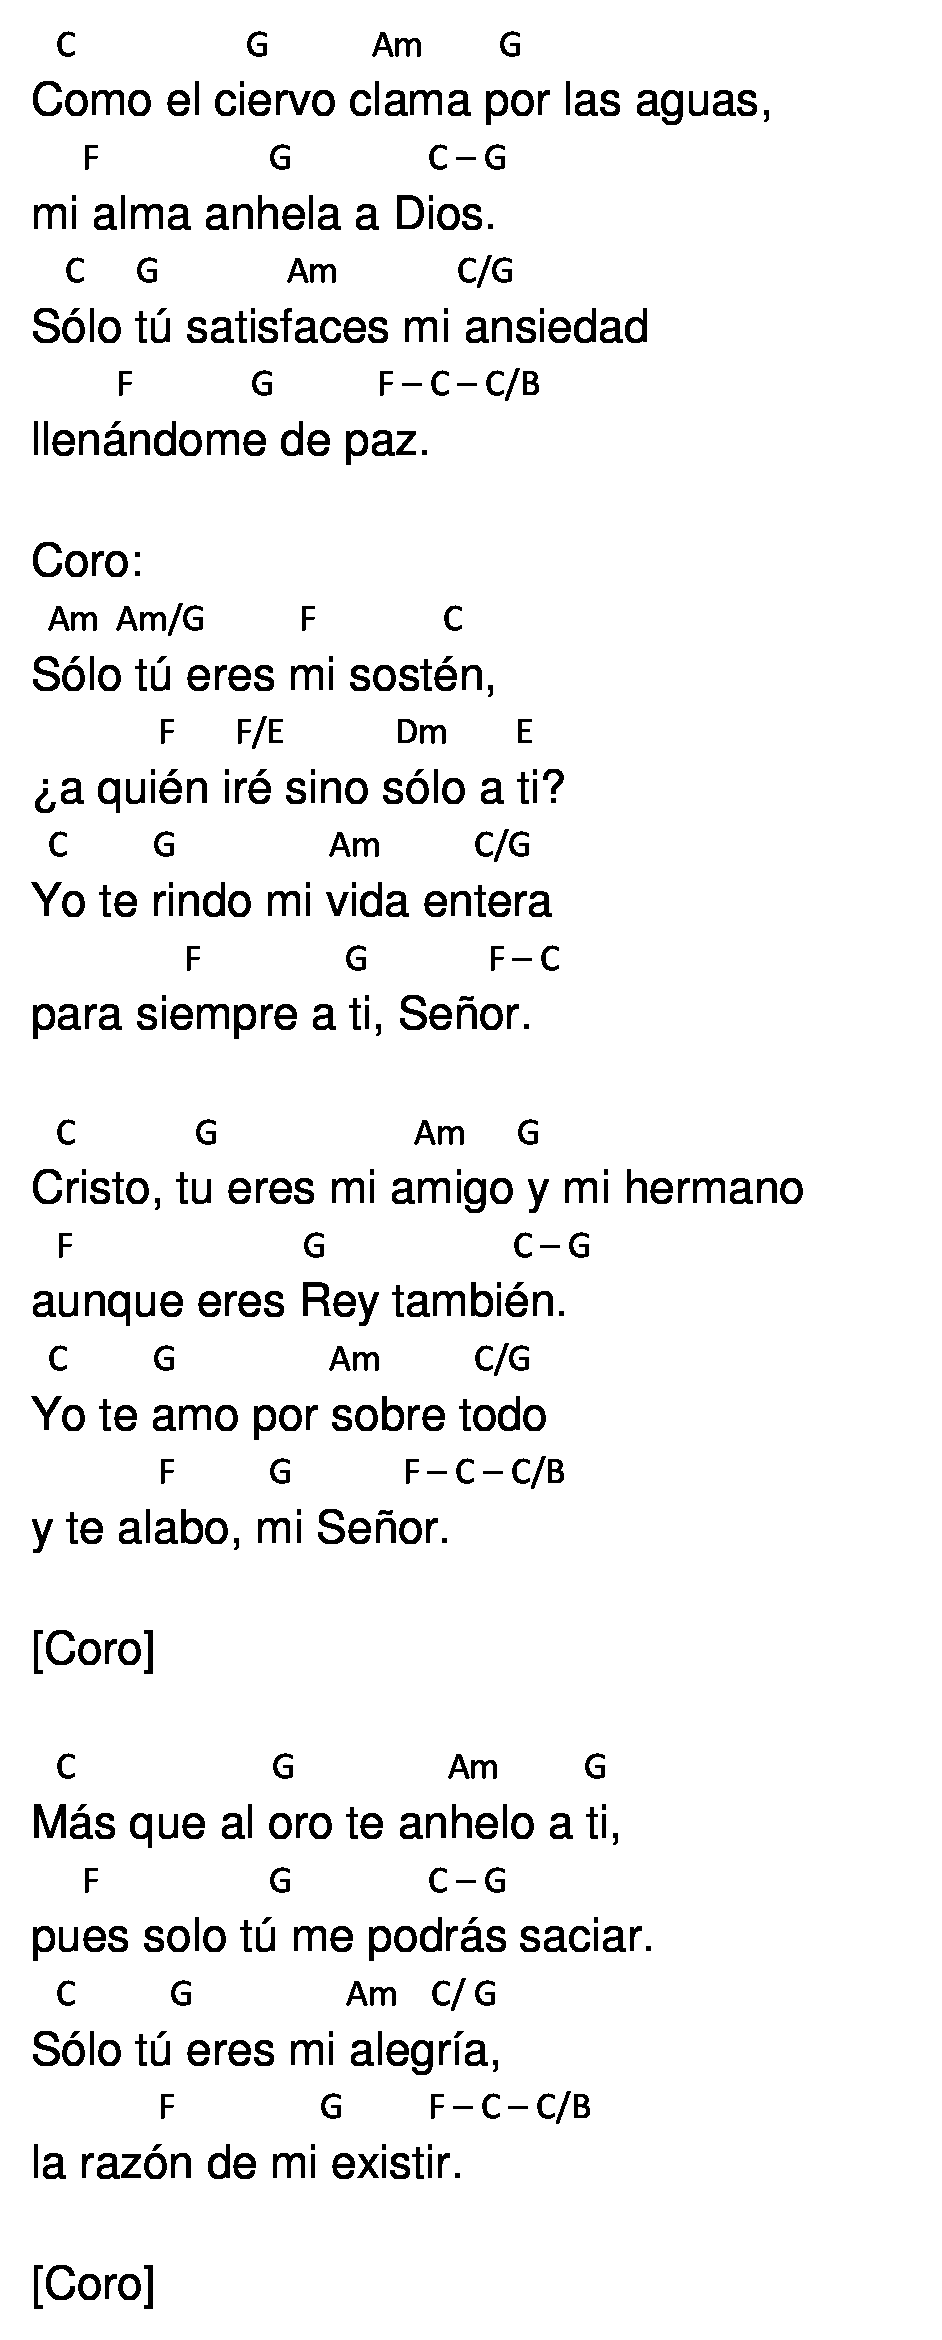 C G Am G
Como el ciervo clama por las aguas,
F G C – G
mi alma anhela a Dios.
C G Am C/G
Sólo tú satisfaces mi ansiedad
F G F – C – C/B
llenándome de paz.
Coro:
Am Am/G F C
Sólo tú eres mi sostén,
F F/E Dm E
¿a quién iré sino sólo a ti?
C G Am C/G
Yo te rindo mi vida entera
F G F – C
para siempre a ti, Señor.
C G Am G
Cristo, tu eres mi amigo y mi hermano
F G C – G
aunque eres Rey también.
C G Am C/G
Yo te amo por sobre todo
F G F – C – C/B
y te alabo, mi Señor.
[Coro]
C G Am G
Más que al oro te anhelo a ti,
F G C – G
pues solo tú me podrás saciar.
C G Am C/ G
Sólo tú eres mi alegría,
F G F – C – C/B
la razón de mi existir.
[Coro]